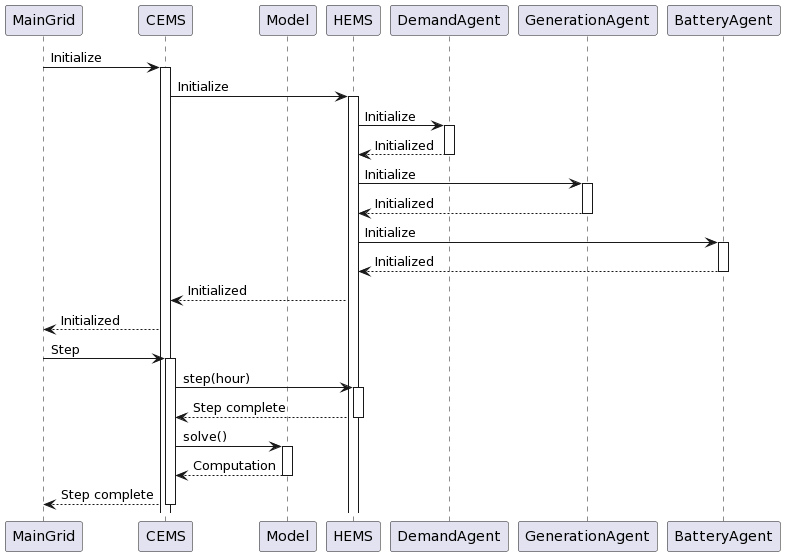 MainGrid CEMS Model HEMS DemandAgent GenerationAgent BatteryAgent
Initialize
Initialize
Initialize
Initialized
Initialize
Initialized
Initialize
Initialized
Initialized
Initialized
Step
step(hour)
Step complete
solve()
Computation
Step complete
MainGrid CEMS Model HEMS DemandAgent GenerationAgent BatteryAgent